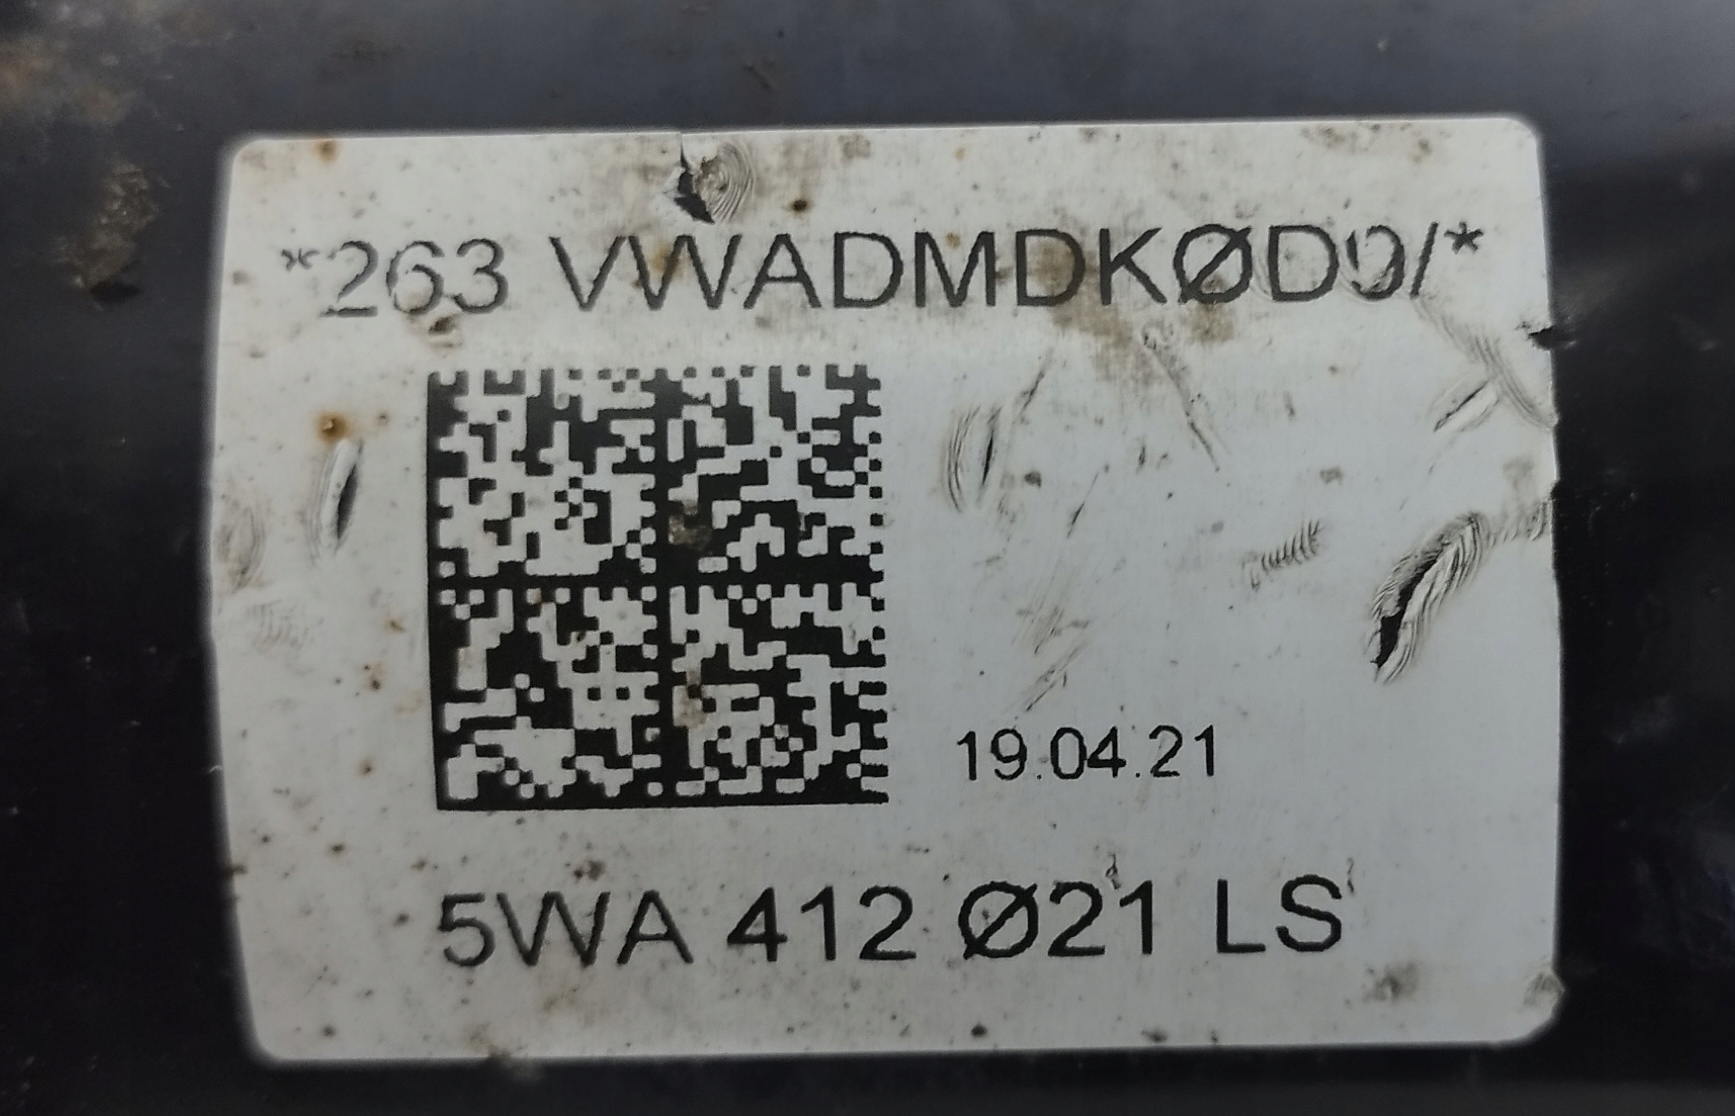 *263 VWADMDKØD9/*
19.04.21
5WA 412 Ø21 LS